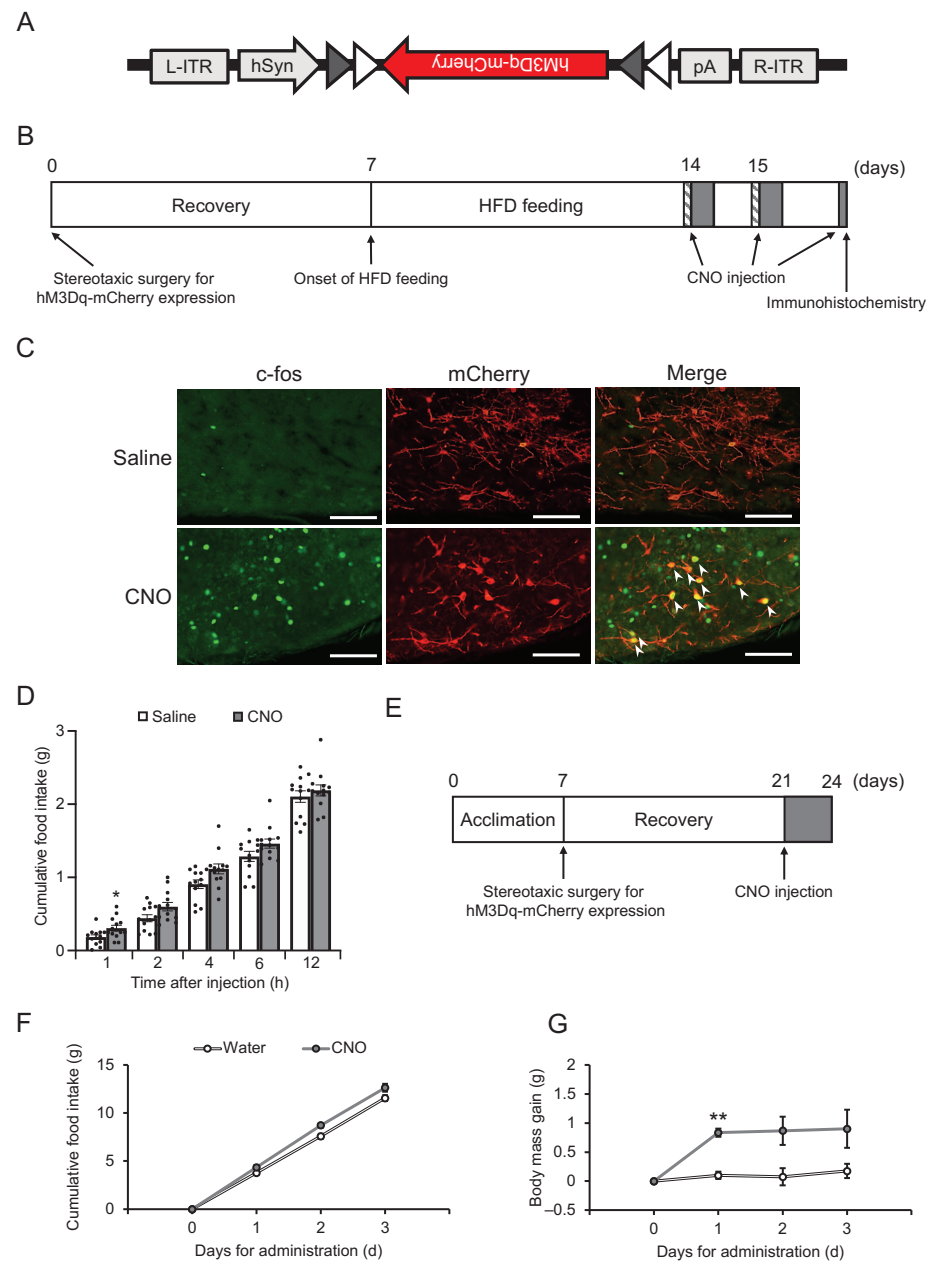 A
L-ITR
hSyn
hM3Dq-mCherry
pA
R-ITR
B
0
7
14
15
(days)
Recovery
HFD feeding
Stereotaxic surgery for
hM3Dq-mCherry expression
Onset of HFD feeding
CNO injection
Immunohistochemistry
C
c-fos
mCherry
Merge
Saline
CNO
D
Saline
CNO
Cumulative food intake (g)
3
2
1
0
*
1
2
4
6
12
Time after injection (h)
E
0
7
21
24
(days)
Acclimation
Recovery
Stereotaxic surgery for
hM3Dq-mCherry expression
CNO injection
F
Water
CNO
Cumulative food intake (g)
15
10
5
0
0
1
2
3
Days for administration (d)
G
Body mass gain (g)
2
1.5
1
0.5
0
–0.5
**
0
1
2
3
Days for administration (d)